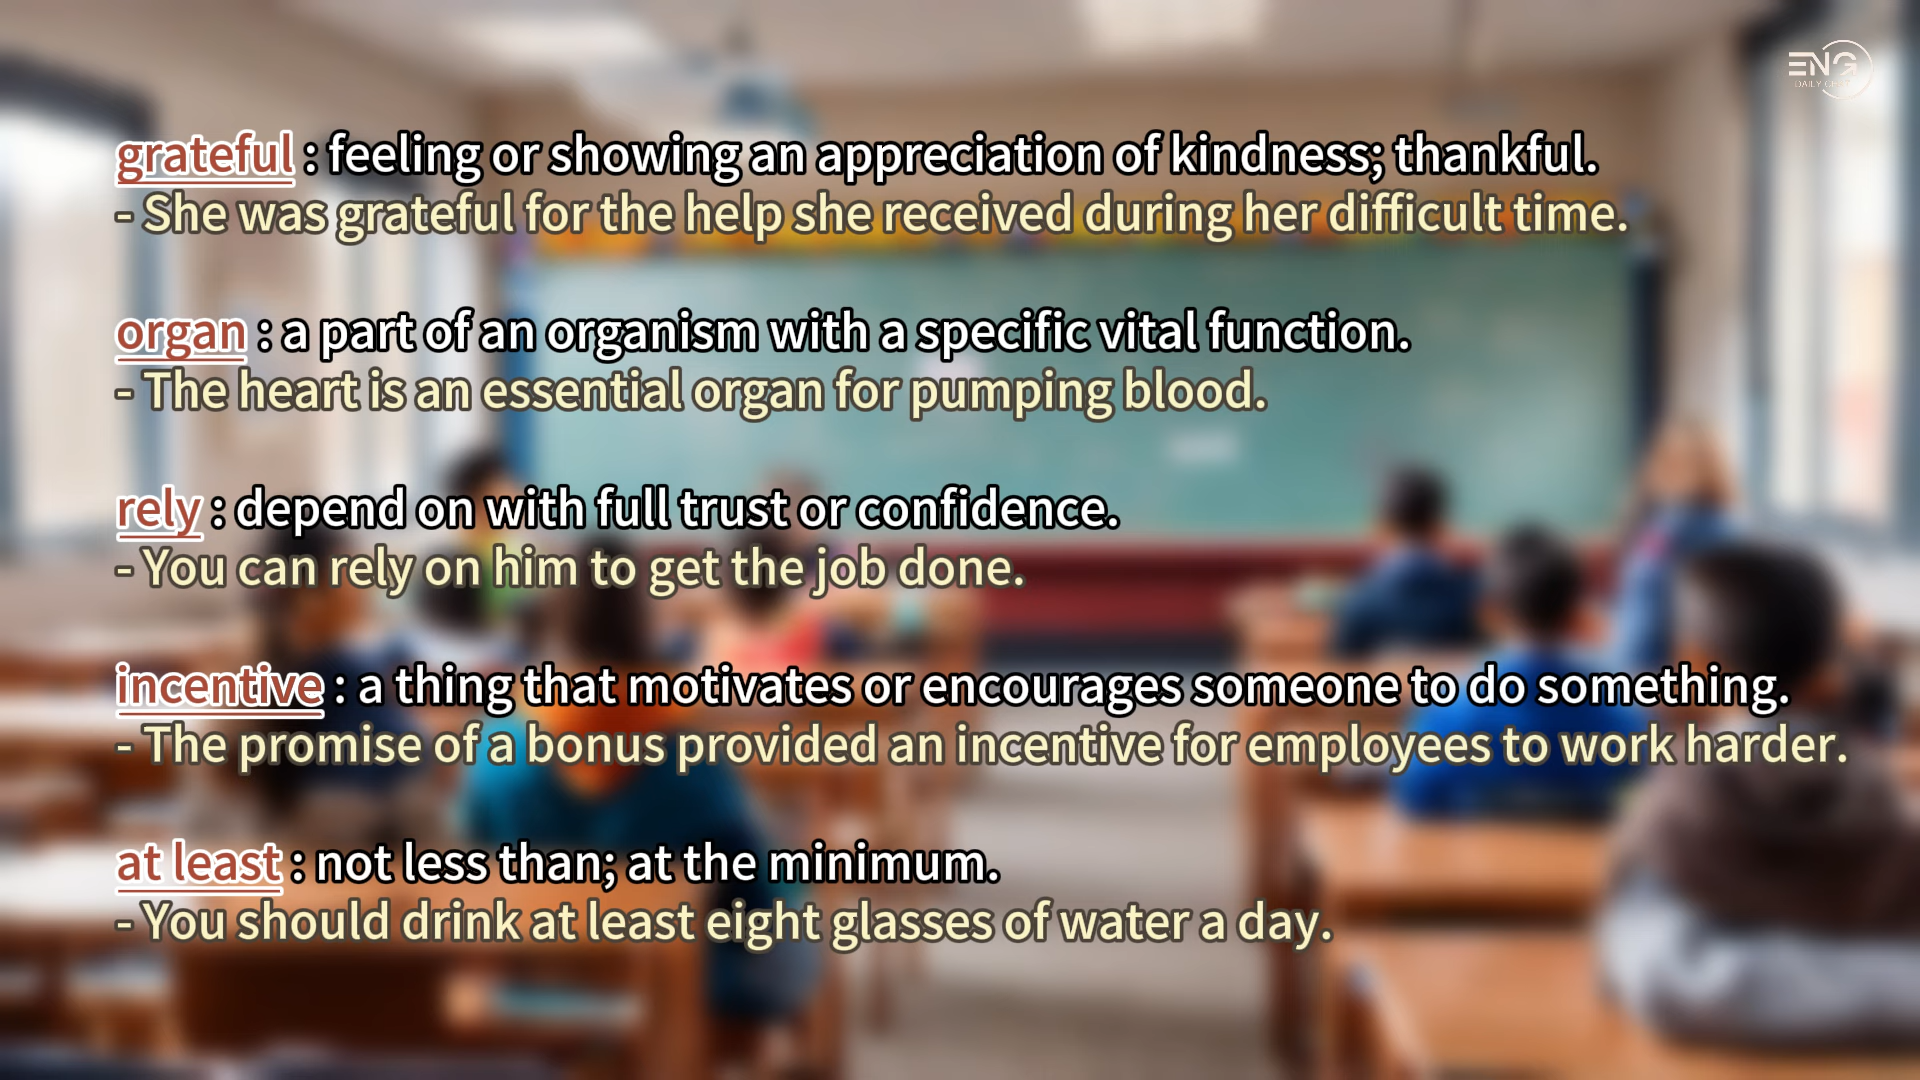 ENG
DAILY
grateful : feeling or showing an appreciation of kindness; thankful.
- She was grateful for the help she received during her difficult time.
organ : a part of an organism with a specific vital function.
- The heart is an essential organ for pumping blood.
rely : depend on with full trust or confidence.
- You can rely on him to get the job done.
incentive : a thing that motivates or encourages someone to do something.
- The promise of a bonus provided an incentive for employees to work harder.
at least : not less than; at the minimum.
- You should drink at least eight glasses of water a day.